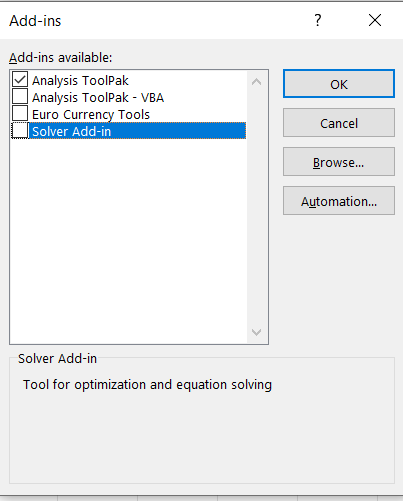 Add-ins
?
Add-ins available:
Analysis ToolPak
Analysis ToolPak - VBA
Euro Currency Tools
Solver Add-in
OK
Cancel
Browse...
Automation...
Solver Add-in
Tool for optimization and equation solving